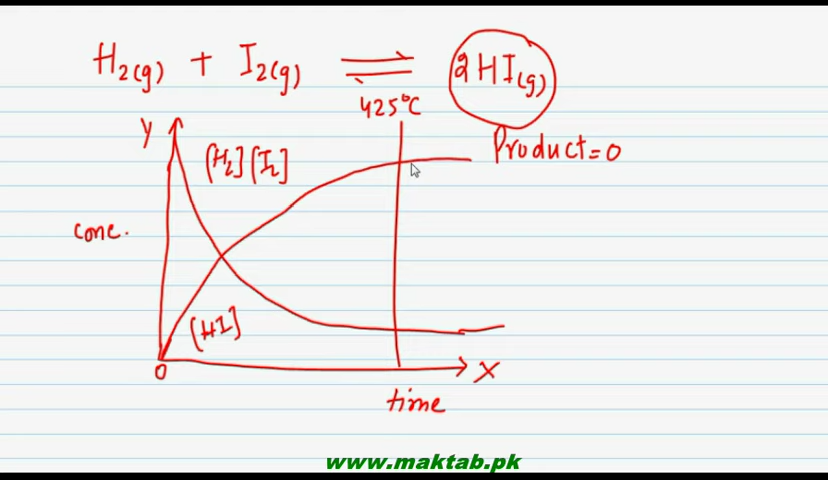 H2(g) + I2(g) ⇌ 2HI(g)
425°C
y
[H2][I2]
Product=0
conc.
[HI]
0
x
time
www.maktab.pk